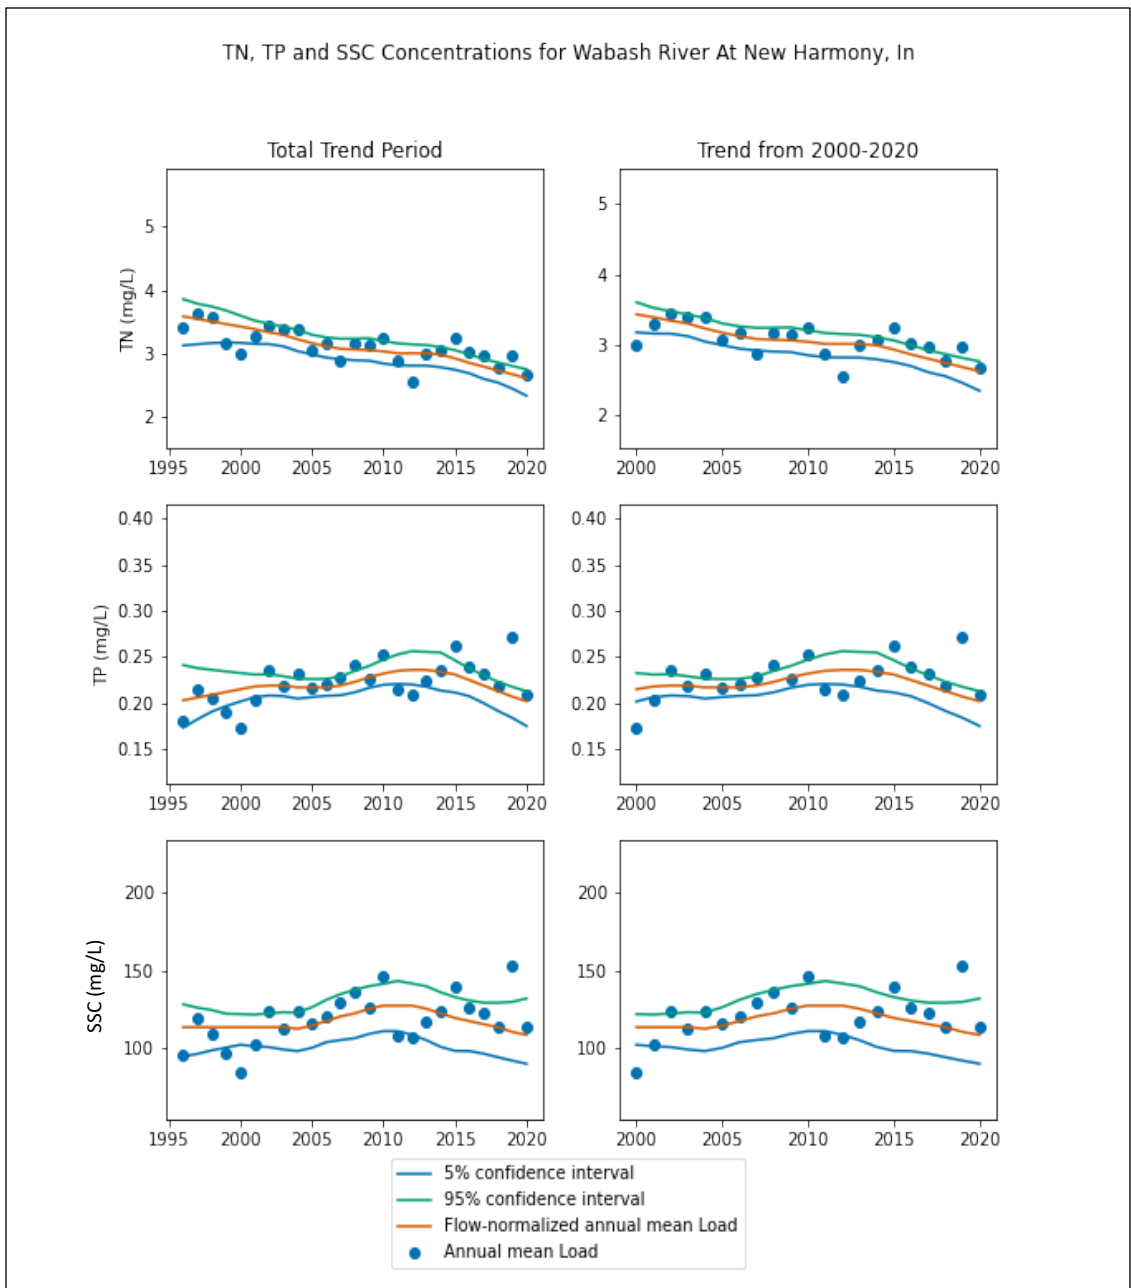 TN, TP and SSC Concentrations for Wabash River At New Harmony, In
Total Trend Period
Trend from 2000-2020
TN (mg/L)
5
4
3
2
1995 2000 2005 2010 2015 2020
5
4
3
2
2000 2005 2010 2015 2020
TP (mg/L)
0.40
0.35
0.30
0.25
0.20
0.15
1995 2000 2005 2010 2015 2020
0.40
0.35
0.30
0.25
0.20
0.15
2000 2005 2010 2015 2020
SSC (mg/L)
200
150
100
1995 2000 2005 2010 2015 2020
200
150
100
2000 2005 2010 2015 2020
5% confidence interval
95% confidence interval
Flow-normalized annual mean Load
Annual mean Load